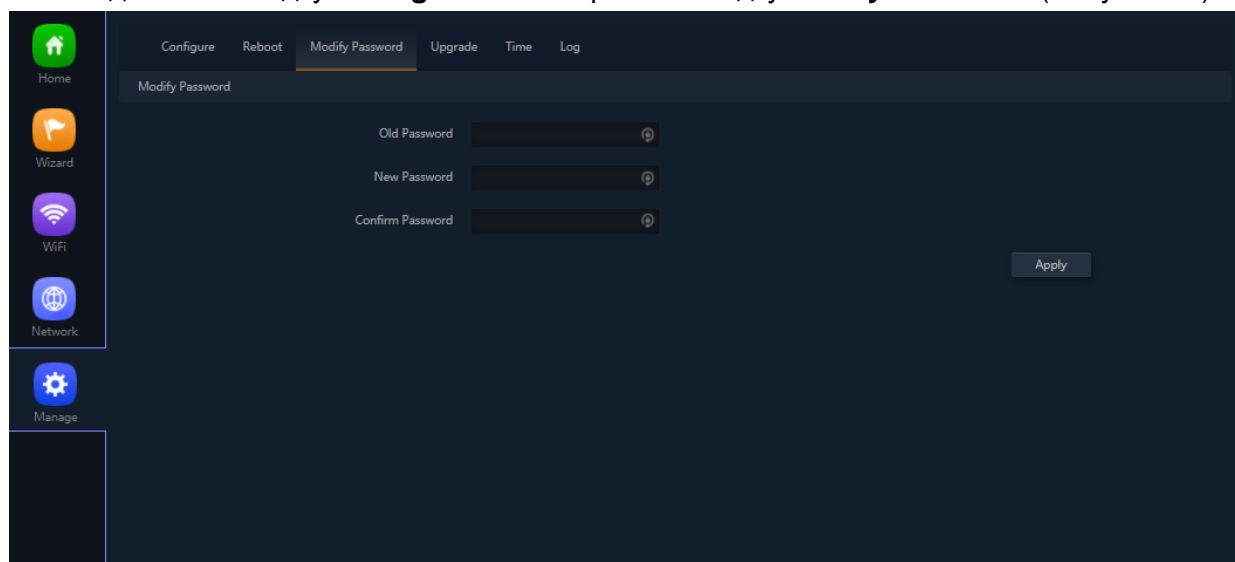 Configure Reboot Modify Password Upgrade Time Log
Home
Modify Password
Old Password
Wizard
New Password
Confirm Password
WiFi
Apply
Network
Manage